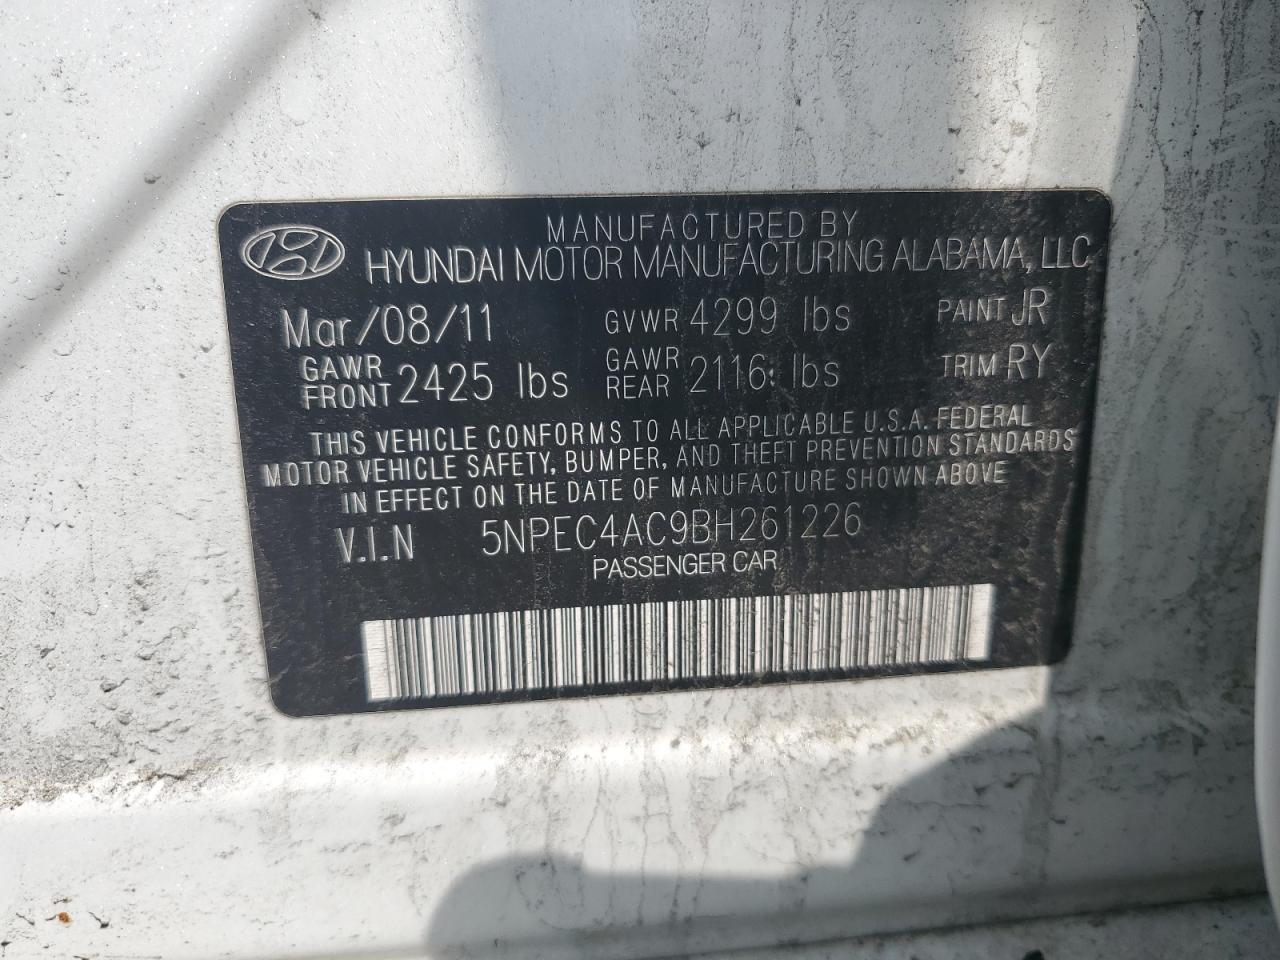 MANUFACTURED BY
HYUNDAI MOTOR MANUFACTURING ALABAMA, LLC
Mar/08/11 GVWR 4299 lbs PAINT JR
GAWR FRONT 2425 lbs GAWR REAR 2116 lbs TRIM RY
THIS VEHICLE CONFORMS TO ALL APPLICABLE U.S.A. FEDERAL
MOTOR VEHICLE SAFETY, BUMPER, AND THEFT PREVENTION STANDARDS
IN EFFECT ON THE DATE OF MANUFACTURE SHOWN ABOVE
V.I.N 5NPEC4AC9BH261226
PASSENGER CAR